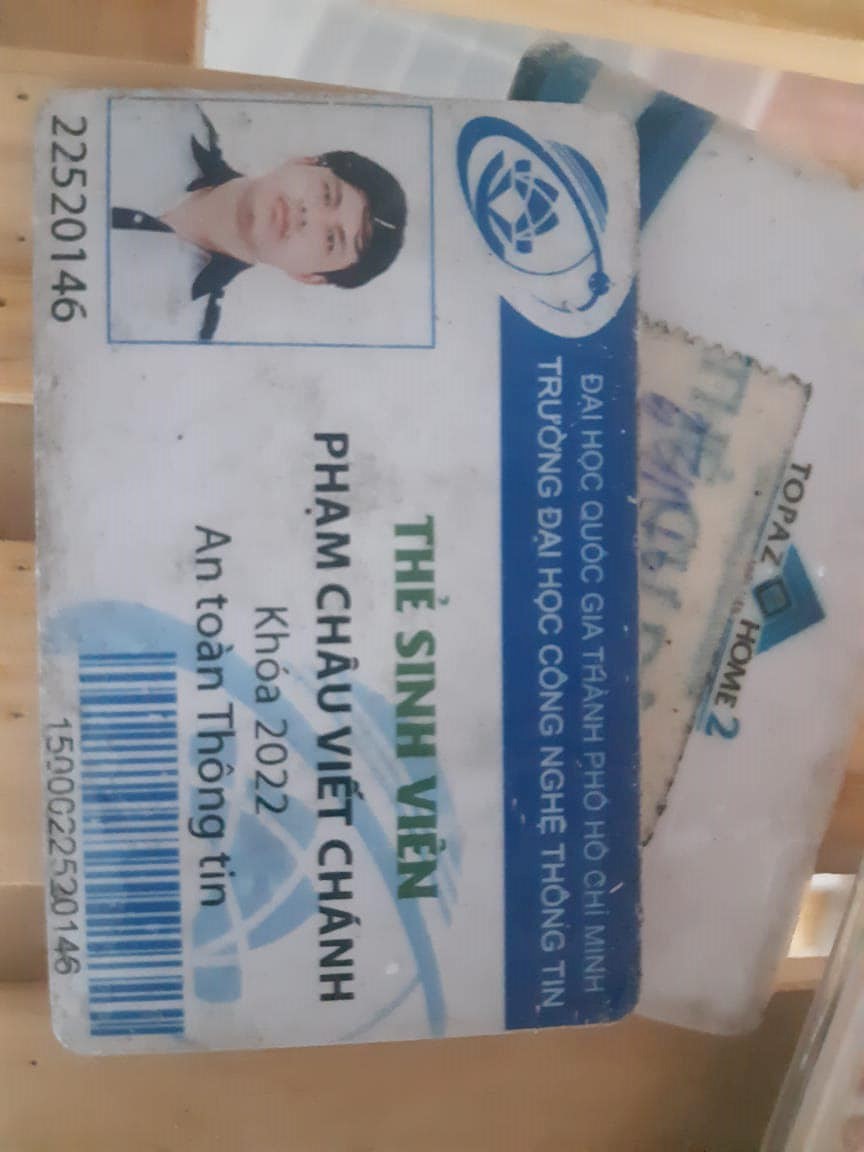 ĐẠI HỌC QUỐC GIA THÀNH PHỐ HỒ CHÍ MINH
TRƯỜNG ĐẠI HỌC CÔNG NGHỆ THÔNG TIN
THẺ SINH VIÊN
PHẠM CHÂU VIẾT CHÁNH
Khóa 2022
An toàn Thông tin
22520146
1500022520146
TOPAZ HOME 2